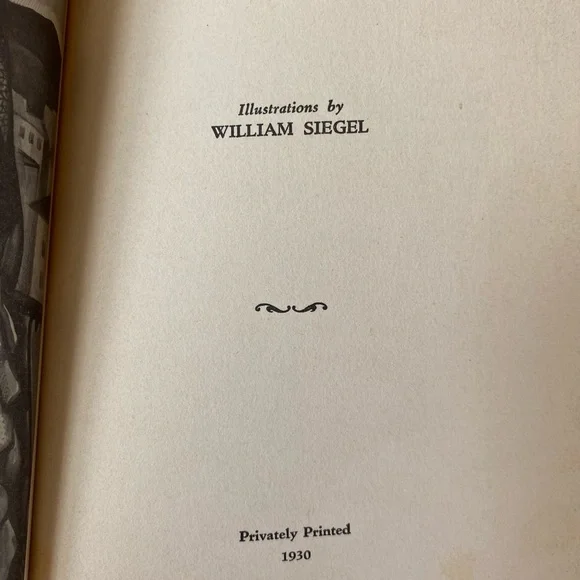 Illustrations by
WILLIAM SIEGEL
Privately Printed
1930